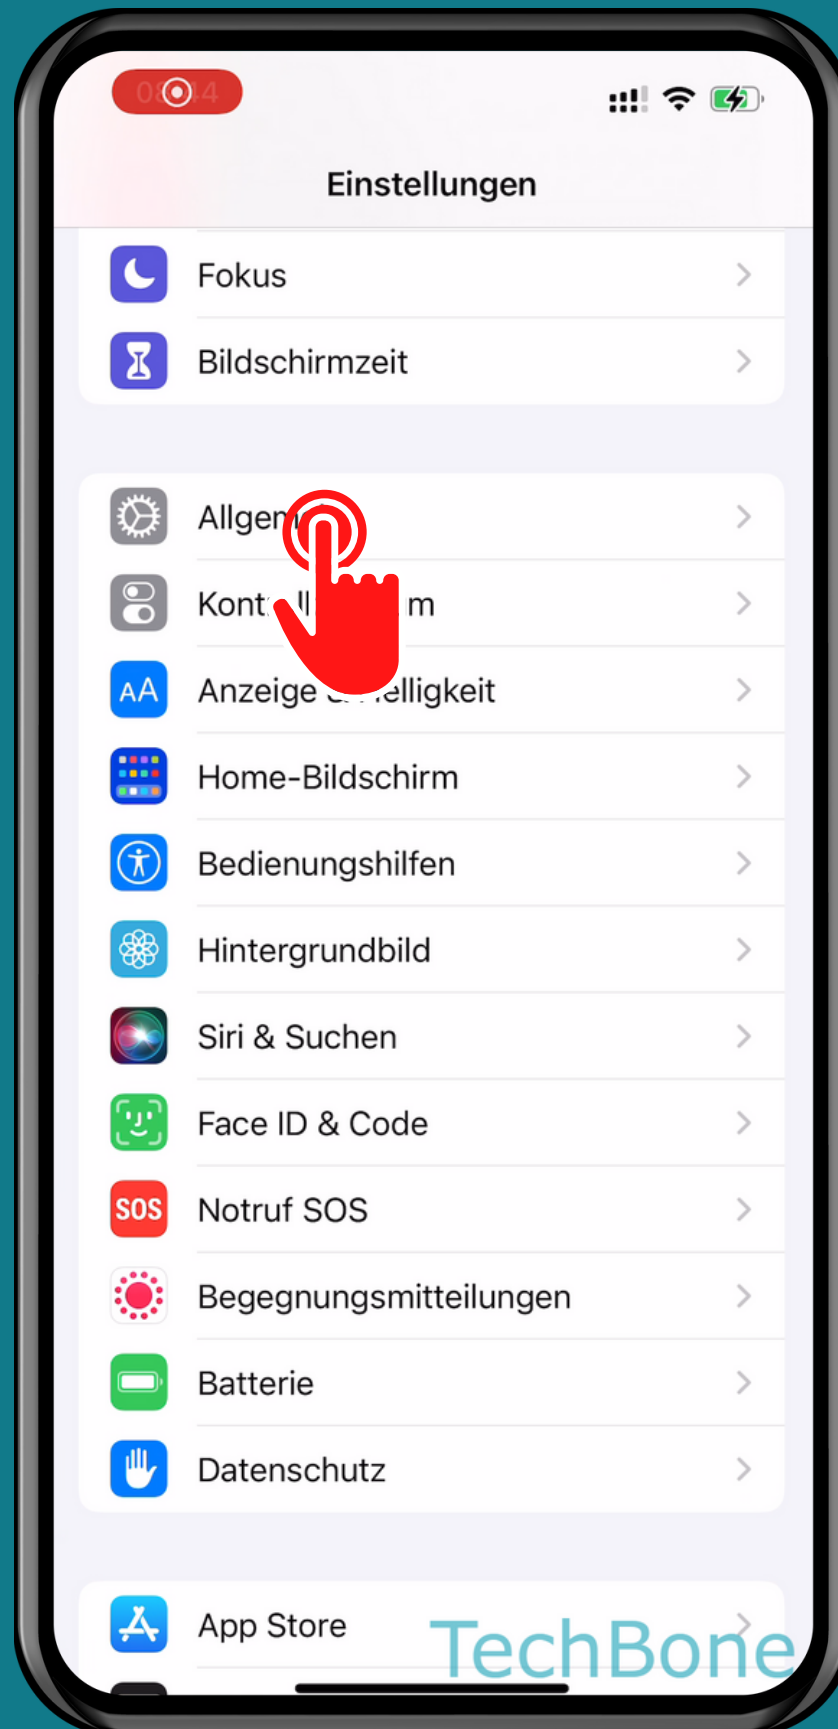 Einstellungen
Fokus
Bildschirmzeit
Anzeige & Helligkeit
Home-Bildschirm
Bedienungshilfen
Hintergrundbild
Siri & Suchen
Face ID & Code
SOS
Notruf SOS
Begegnungsmitteilungen
Batterie
Datenschutz
App Store
TechBone